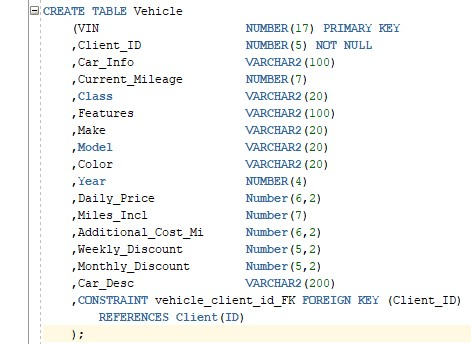 CREATE TABLE Vehicle
(VIN NUMBER(17) PRIMARY KEY
,Client_ID NUMBER(5) NOT NULL
,Car_Info VARCHAR2(100)
,Current_Mileage NUMBER(7)
,Class VARCHAR2(20)
,Features VARCHAR2(100)
,Make VARCHAR2(20)
,Model VARCHAR2(20)
,Color VARCHAR2(20)
,Year NUMBER(4)
,Daily_Price Number(6,2)
,Miles_Incl Number(7)
,Additional_Cost_Mi Number(6,2)
,Weekly_Discount Number(5,2)
,Monthly_Discount Number(5,2)
,Car_Desc VARCHAR2(200)
,CONSTRAINT vehicle_client_id_FK FOREIGN KEY (Client_ID)
REFERENCES Client(ID)
);